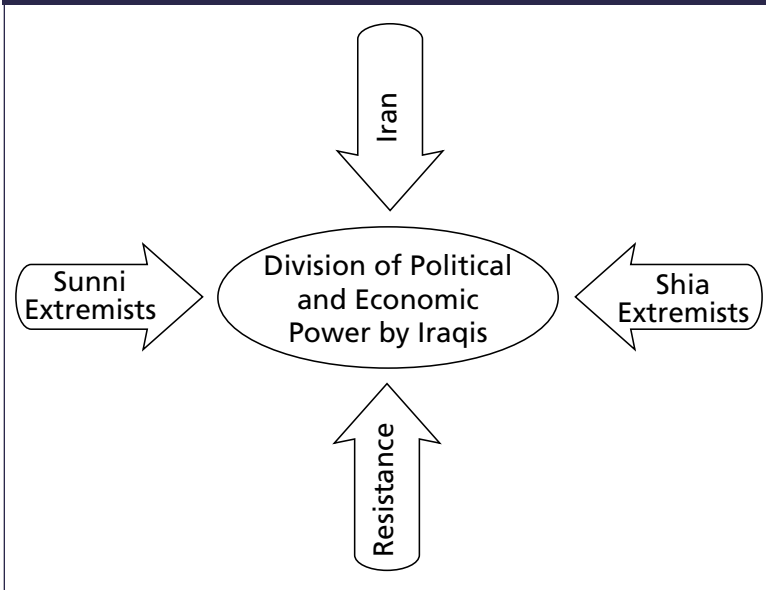 Iran
Sunni
Extremists
Division of Political
and Economic
Power by Iraqis
Shia
Extremists
Resistance